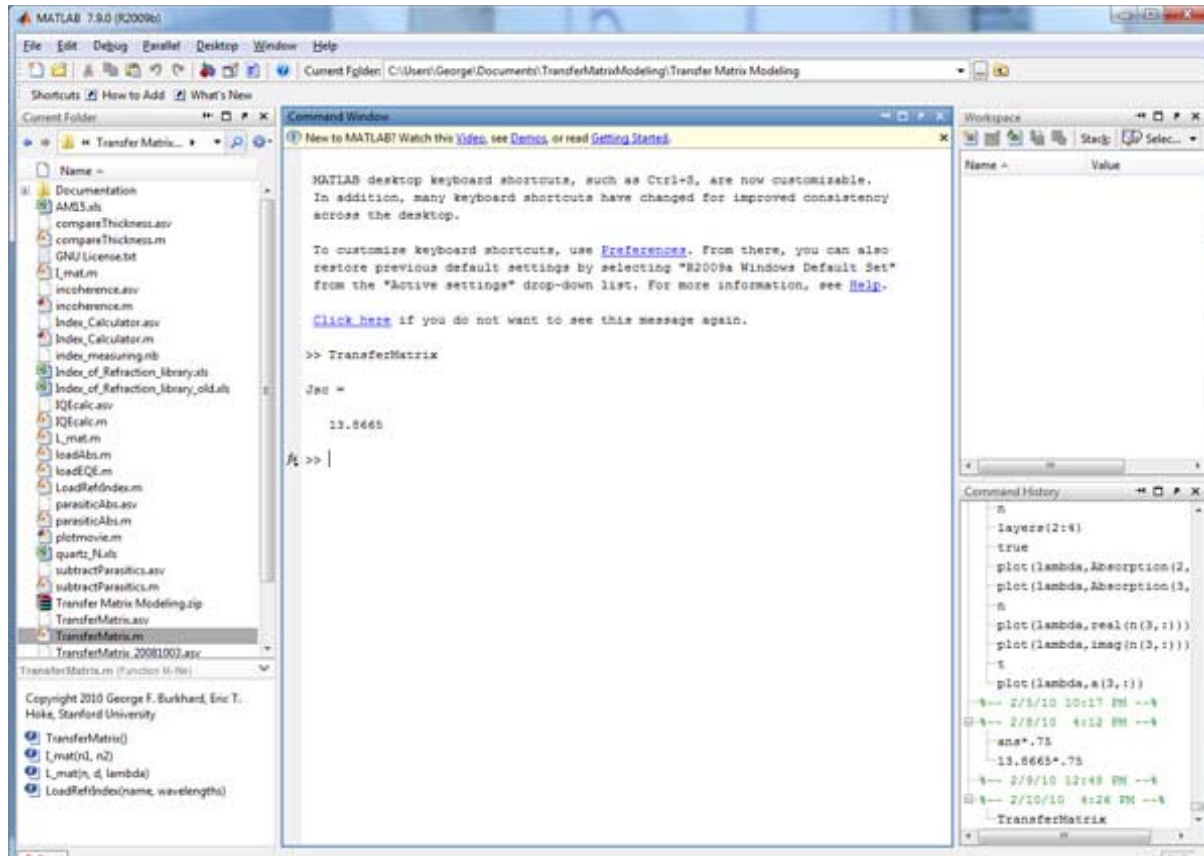 MATLAB 7.9.0 (R2009b)
File Edit Debug Parallel Desktop Window Help
Current Folder: C:\Users\George\Documents\TransferMatrixModeling\Transfer Matrix Modeling
Shortcuts How to Add What's New
Current Folder
Transfer Matrix...
Name
Documentation
AM15.xls
compareThickness.asv
compareThickness.m
GNU License.txt
I_mat.m
incoherence.asv
incoherence.m
Index_Calculator.asv
Index_Calculator.m
index_measuring.nb
Index_of_Refraction_library.xls
Index_of_Refraction_library_old.xls
IQEcalc.asv
IQEcalc.m
L_mat.m
loadAbs.m
loadEQE.m
LoadRefrIndex.m
parasiticAbs.asv
parasiticAbs.m
plotmovie.m
quartz_N.xls
subtractParasitics.asv
subtractParasitics.m
Transfer Matrix Modeling.zip
TransferMatrix.asv
TransferMatrix.m
TransferMatrix_20081003.asv
TransferMatrix.m (Function M-file)
Copyright 2010 George F. Burkhard, Eric T.
Hoke, Stanford University
TransferMatrix()
I_mat(n1, n2)
L_mat(n, d, lambda)
LoadRefrIndex(name, wavelengths)
Command Window
New to MATLAB? Watch this Video, see Demos, or read Getting Started.
MATLAB desktop keyboard shortcuts, such as Ctrl+S, are now customizable.
In addition, many keyboard shortcuts have changed for improved consistency
across the desktop.
To customize keyboard shortcuts, use Preferences. From there, you can also
restore previous default settings by selecting "R2009a Windows Default Set"
from the "Active settings" drop-down list. For more information, see Help.
Click here if you do not want to see this message again.
>> TransferMatrix
Jsc =
13.8665
fx >>
Workspace
Stack: Selec...
Name Value
Command History
n
layers(2:4)
true
plot(lambda,Absorption(2,
plot(lambda,Absorption(3,
n
plot(lambda,real(n(3,:)))
plot(lambda,imag(n(3,:)))
t
plot(lambda,a(3,:))
%-- 2/5/10 10:17 PM --%
%-- 2/8/10 4:12 PM --%
ans*.75
13.8665*.75
%-- 2/9/10 12:48 PM --%
%-- 2/10/10 4:26 PM --%
TransferMatrix